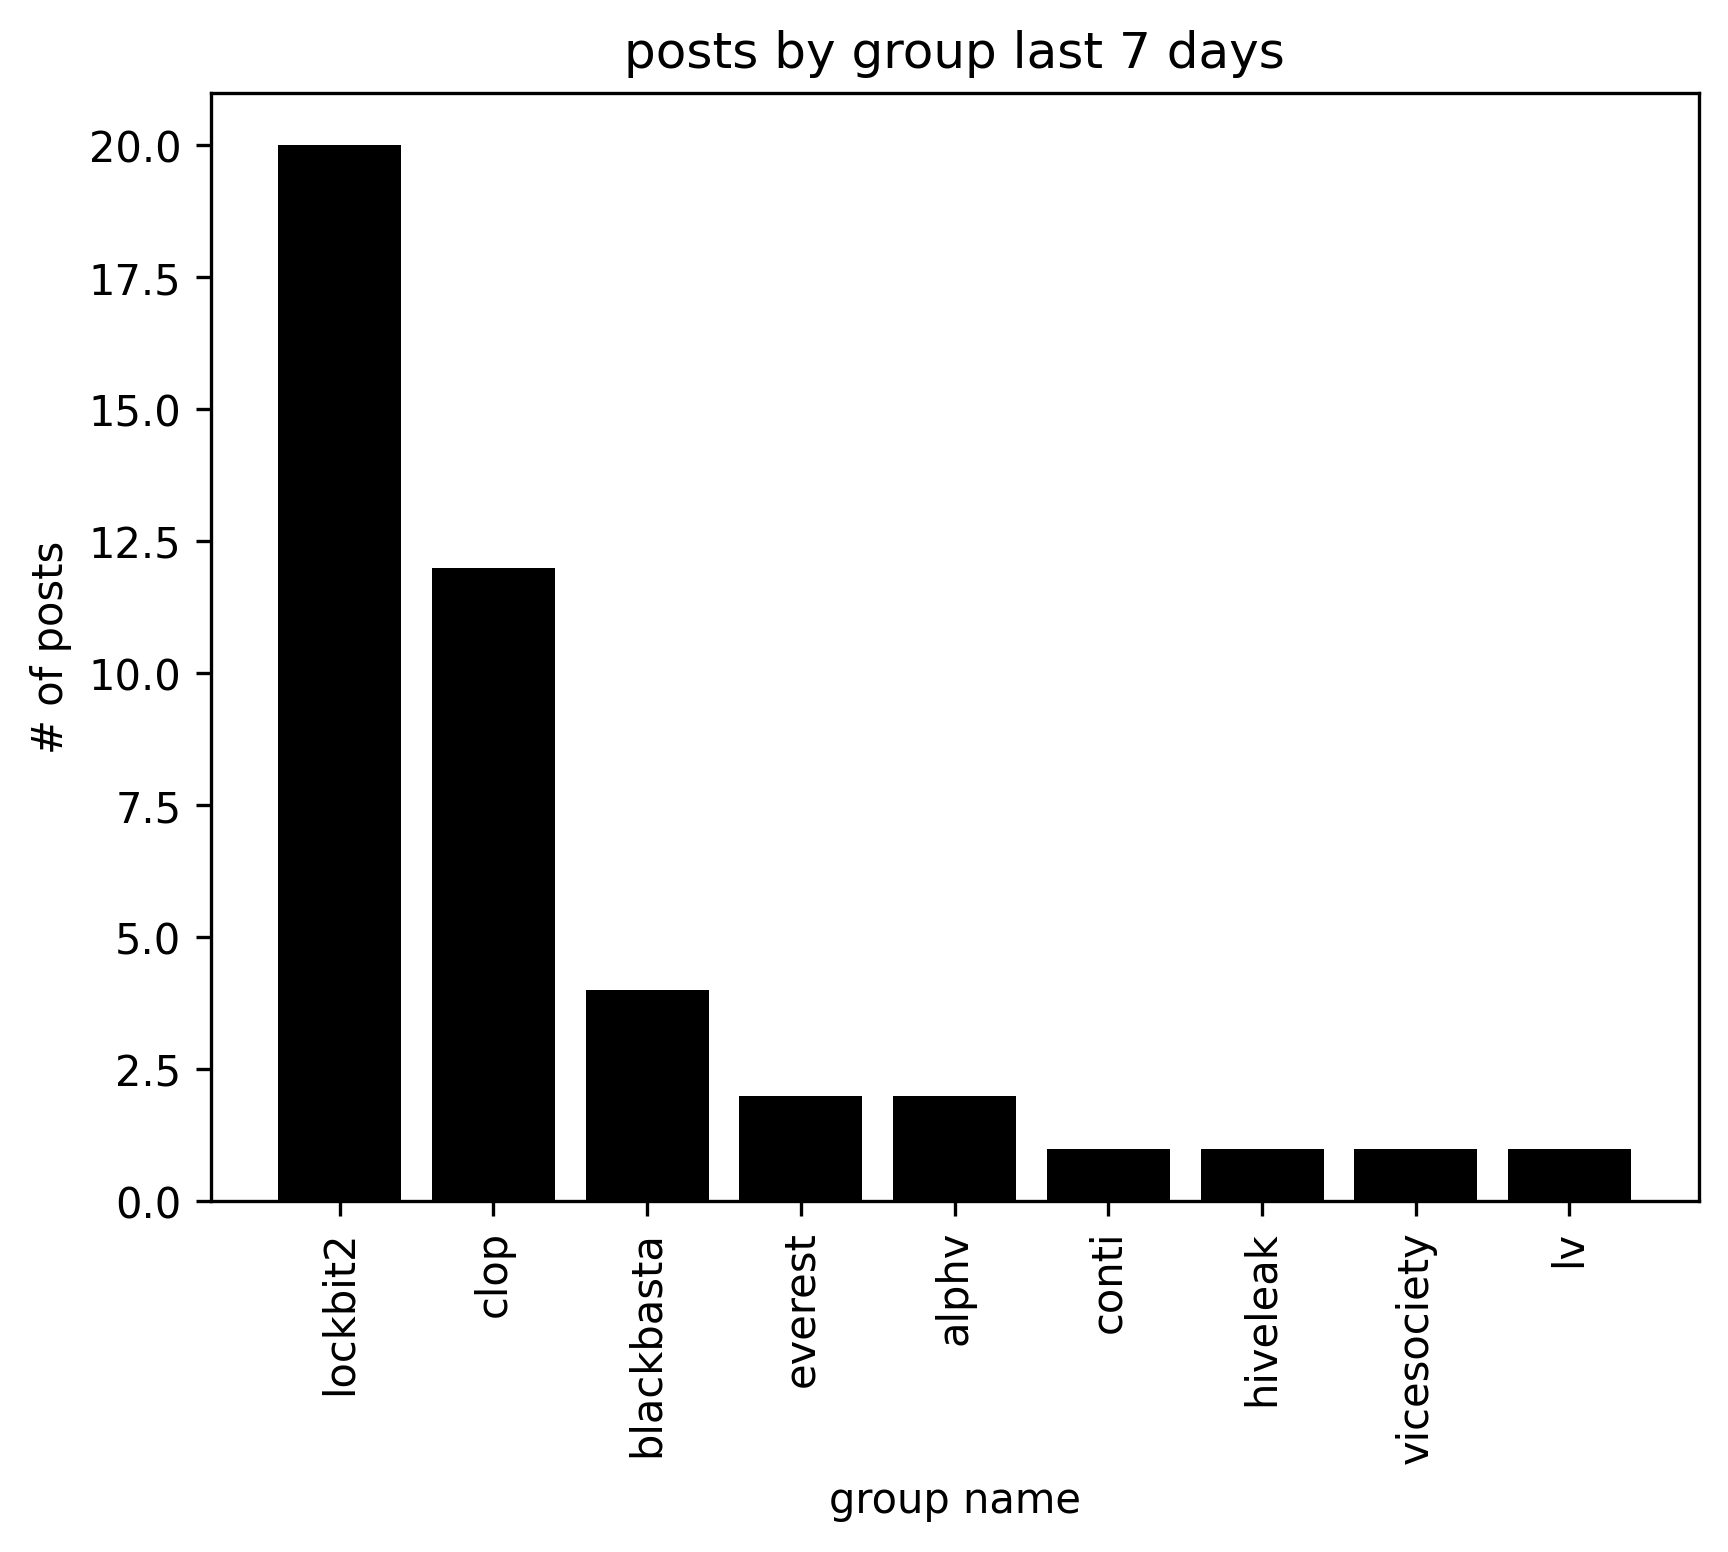 posts by group last 7 days
# of posts
20.0
17.5
15.0
12.5
10.0
7.5
5.0
2.5
0.0
lockbit2
clop
blackbasta
everest
alphv
conti
hiveleak
vicesociety
lv
group name